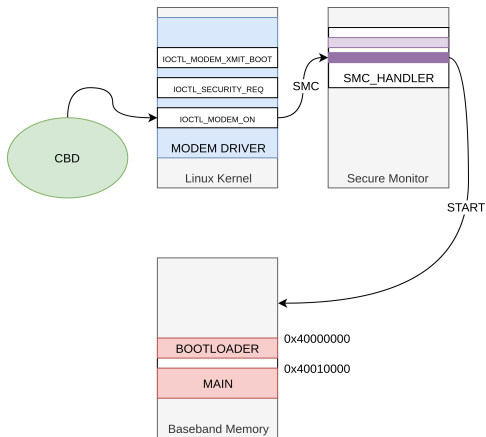 IOCTL_MODEM_XMIT_BOOT
IOCTL_SECURITY_REQ
IOCTL_MODEM_ON
MODEM DRIVER
Linux Kernel
CBD
SMC
SMC_HANDLER
Secure Monitor
START
0x40000000
BOOTLOADER
0x40010000
MAIN
Baseband Memory